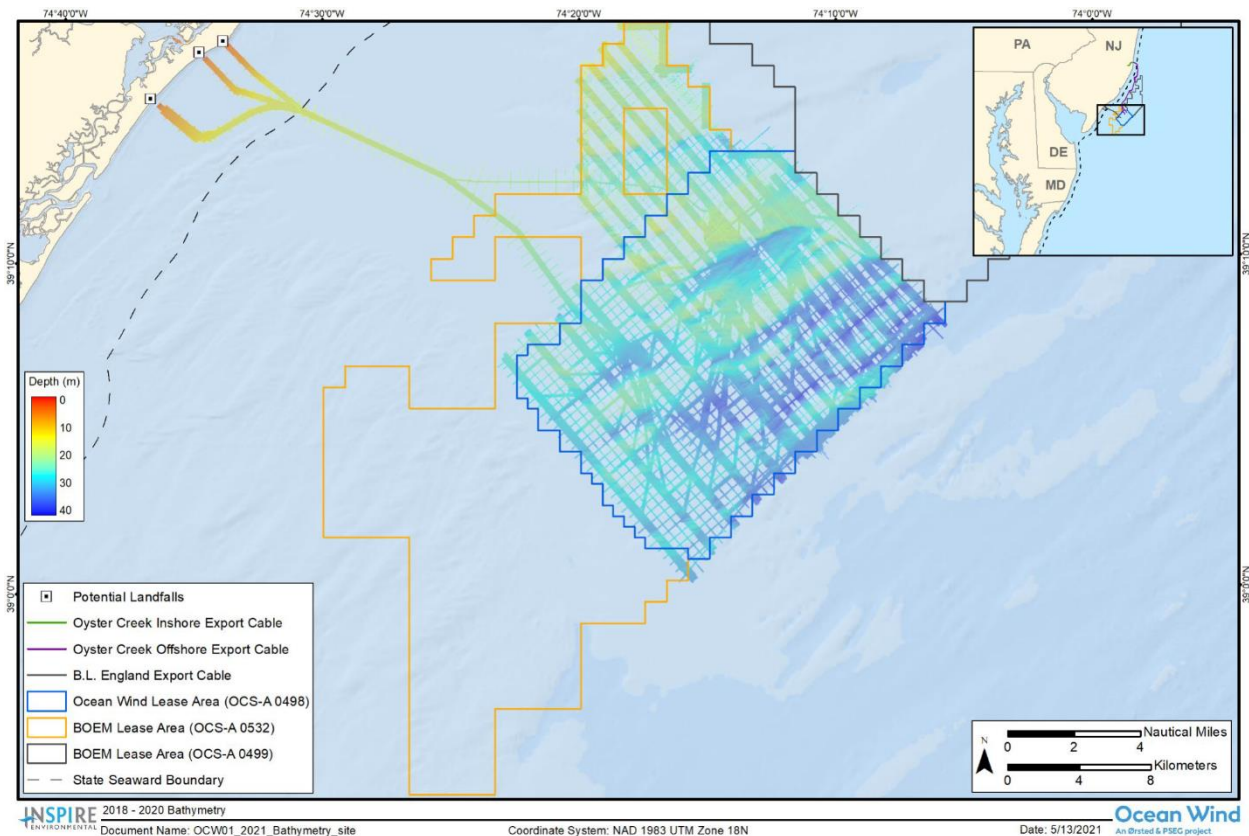 74°40'0"W 74°30'0"W 74°20'0"W 74°10'0"W 74°0'0"W
PA
NJ
DE
MD
39°10'0"N
39°10'0"N
Depth (m)
0
10
20
30
40
39°0'0"N
39°0'0"N
Potential Landfalls
Oyster Creek Inshore Export Cable
Oyster Creek Offshore Export Cable
B.L. England Export Cable
Ocean Wind Lease Area (OCS-A 0498)
BOEM Lease Area (OCS-A 0532)
BOEM Lease Area (OCS-A 0499)
State Seaward Boundary
N
Nautical Miles
0 2 4
Kilometers
0 4 8
INSPIRE
ENVIRONMENTAL
2018 - 2020 Bathymetry
Document Name: OCW01_2021_Bathymetry_site
Coordinate System: NAD 1983 UTM Zone 18N
Date: 5/13/2021
Ocean Wind
An Ørsted & PSEG project